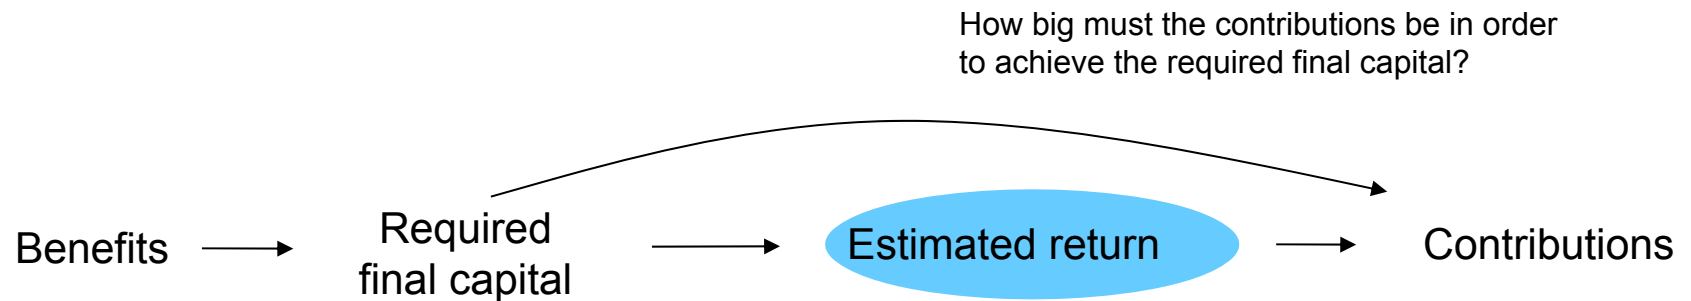 How big must the contributions be in order
to achieve the required final capital?
Benefits
Required
final capital
Estimated return
Contributions